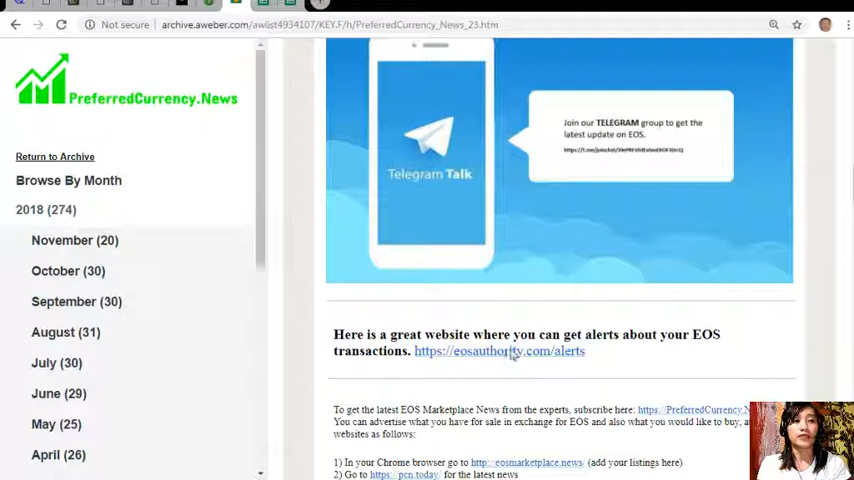 Not secure | archive.aweber.com/awlist4934107/KEY.F/h/PreferredCurrency_News_23.htm
PreferredCurrency.News
Return to Archive
Browse By Month
2018 (274)
November (20)
October (30)
September (30)
August (31)
July (30)
June (29)
May (25)
April (26)
Telegram Talk
Join our TELEGRAM group to get the
latest update on EOS.
Here is a great website where you can get alerts about your EOS
transactions. https://eosauthority.com/alerts
To get the latest EOS Marketplace News from the experts, subscribe here: https://PreferredCurrency.N
You can advertise what you have for sale in exchange for EOS and also what you would like to buy, a
websites as follows:
1) In your Chrome browser go to http://eosmarketplace.news/ (add your listings here)
2) Go to https://pcn.today/ for the latest news